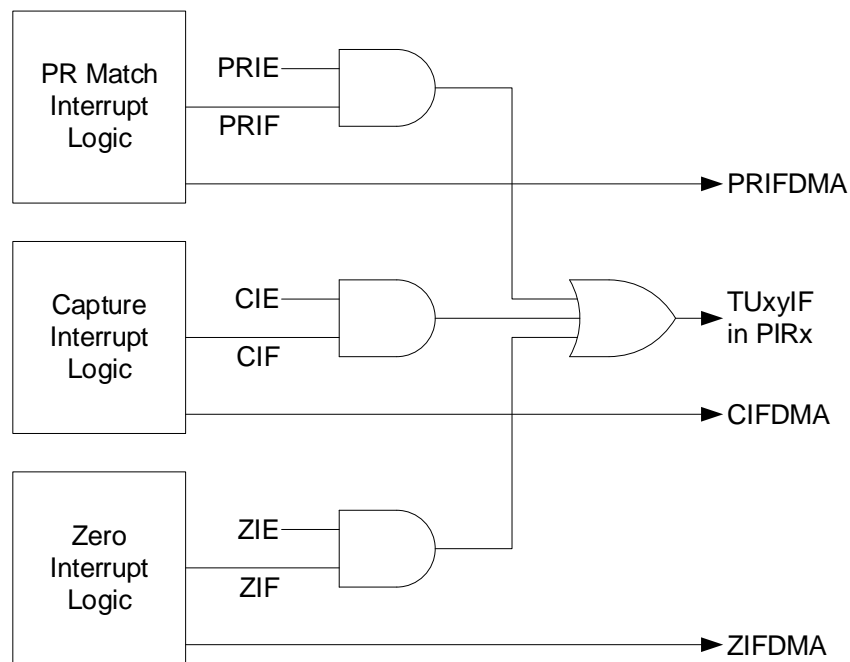 PR Match
Interrupt
Logic
PRIE
PRIF
PRIFDMA
Capture
Interrupt
Logic
CIE
CIF
TUxyIF
in PIRx
CIFDMA
Zero
Interrupt
Logic
ZIE
ZIF
ZIFDMA